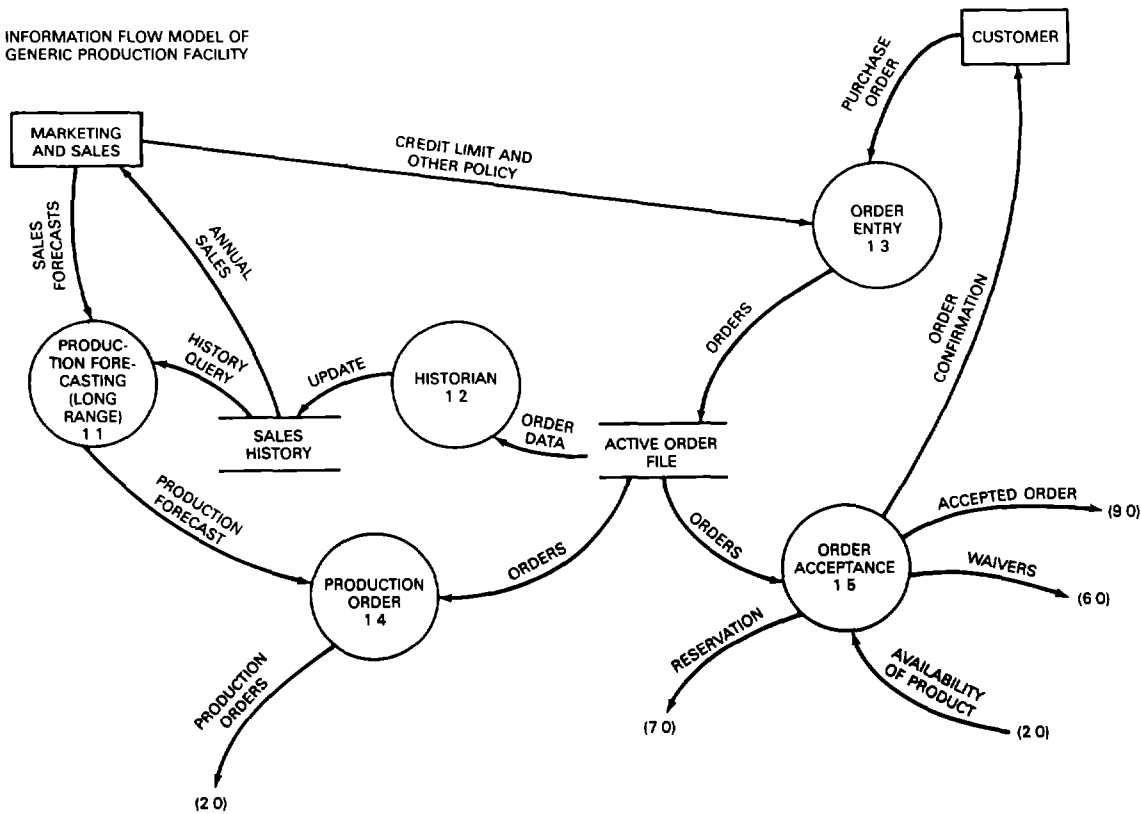 INFORMATION FLOW MODEL OF
GENERIC PRODUCTION FACILITY
CUSTOMER
PURCHASE
ORDER
MARKETING
AND SALES
CREDIT LIMIT AND
OTHER POLICY
ORDER
ENTRY
1 3
SALES
FORECASTS
ANNUAL
SALES
ORDER
CONFIRMATION
ORDERS
PRODUC-
TION FORE-
CASTING
(LONG
RANGE)
1 1
HISTORY
QUERY
UPDATE
HISTORIAN
1 2
SALES
HISTORY
ORDER
DATA
ACTIVE ORDER
FILE
PRODUCTION
FORECAST
ORDERS
ORDERS
PRODUCTION
ORDER
1 4
ORDER
ACCEPTANCE
1 5
ACCEPTED ORDER
(9 0)
WAIVERS
(6 0)
RESERVATION
(7 0)
AVAILABILITY
OF PRODUCT
(2 0)
PRODUCTION
ORDERS
(2 0)